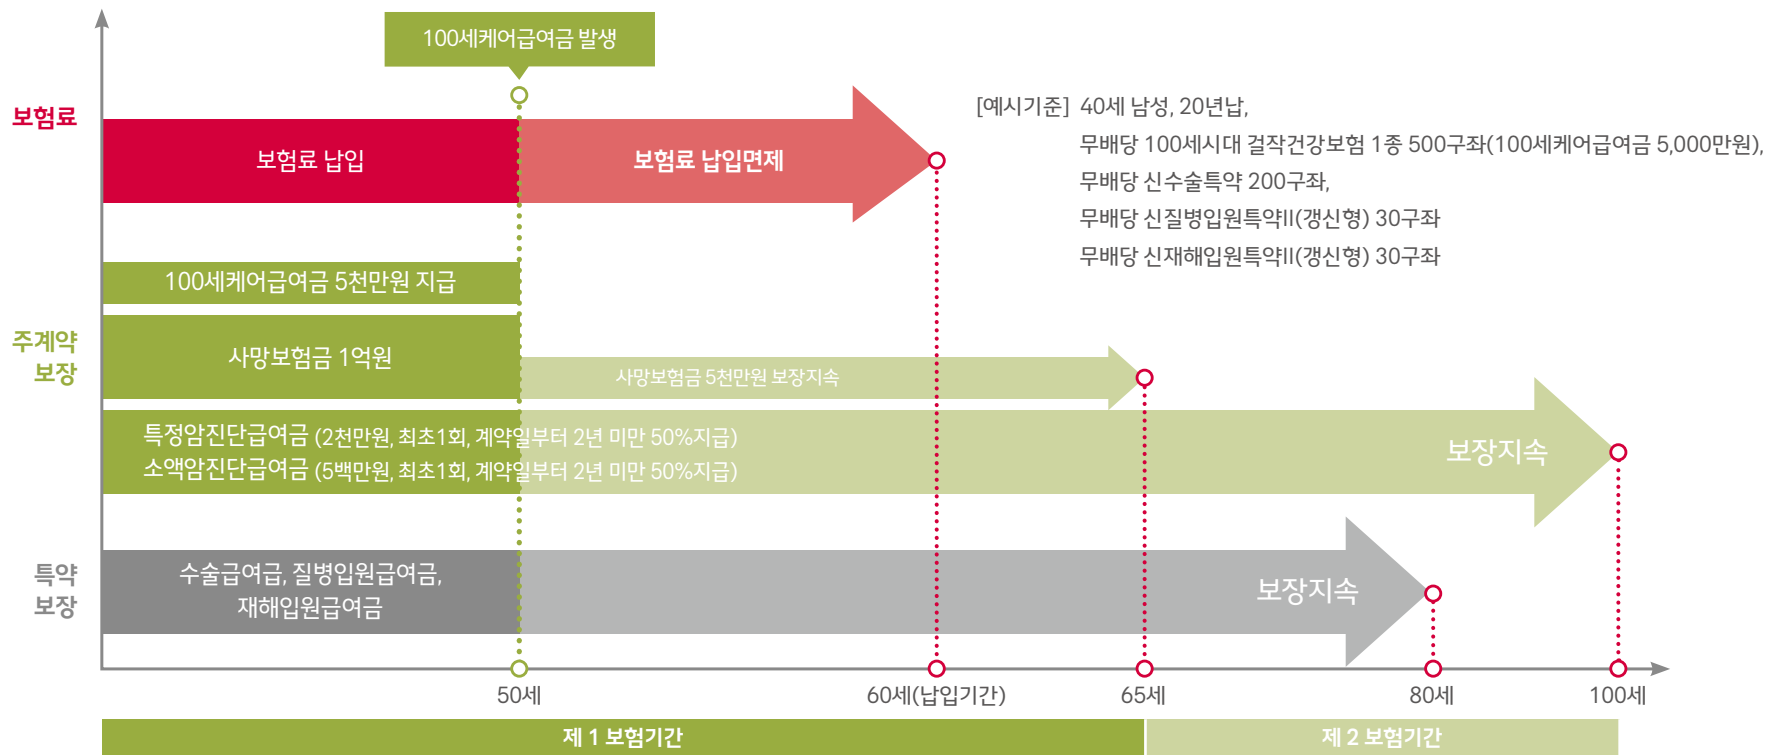 100세케어급여금 발생
보험료
보험료 납입
보험료 납입면제
[예시기준] 40세 남성, 20년납,
무배당 100세시대 걸작건강보험 1종 500구좌(100세케어급여금 5,000만원),
무배당 신수술특약 200구좌,
무배당 신질병입원특약II(갱신형) 30구좌
무배당 신재해입원특약II(갱신형) 30구좌
100세케어급여금 5천만원 지급
주계약
보장
사망보험금 1억원
사망보험금 5천만원 보장지속
특정암진단급여금 (2천만원, 최초1회, 계약일부터 2년 미만 50%지급)
소액암진단급여금 (5백만원, 최초1회, 계약일부터 2년 미만 50%지급)
보장지속
특약
보장
수술급여급, 질병입원급여금,
재해입원급여금
보장지속
50세
60세(납입기간)
65세
80세
100세
제 1 보험기간
제 2 보험기간